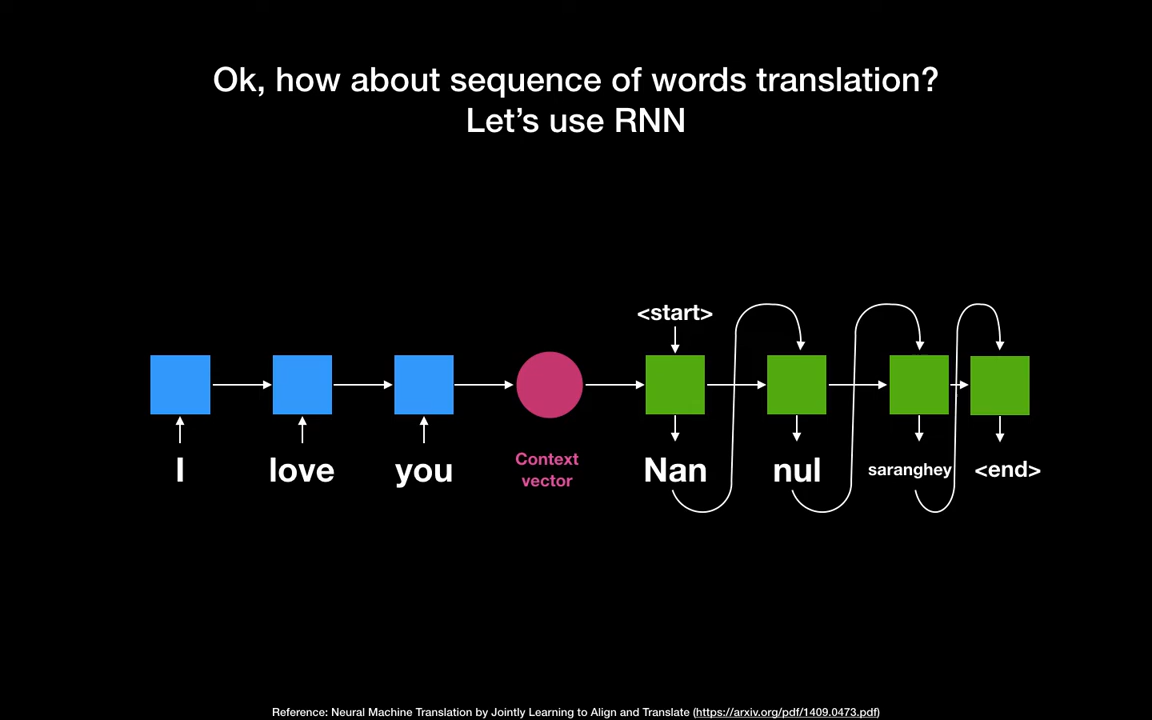 Ok, how about sequence of words translation?
Let's use RNN
<start>
I
love
you
Context
vector
Nan
nul
saranghey
<end>
Reference: Neural Machine Translation by Jointly Learning to Align and Translate (https://arxiv.org/pdf/1409.0473.pdf)